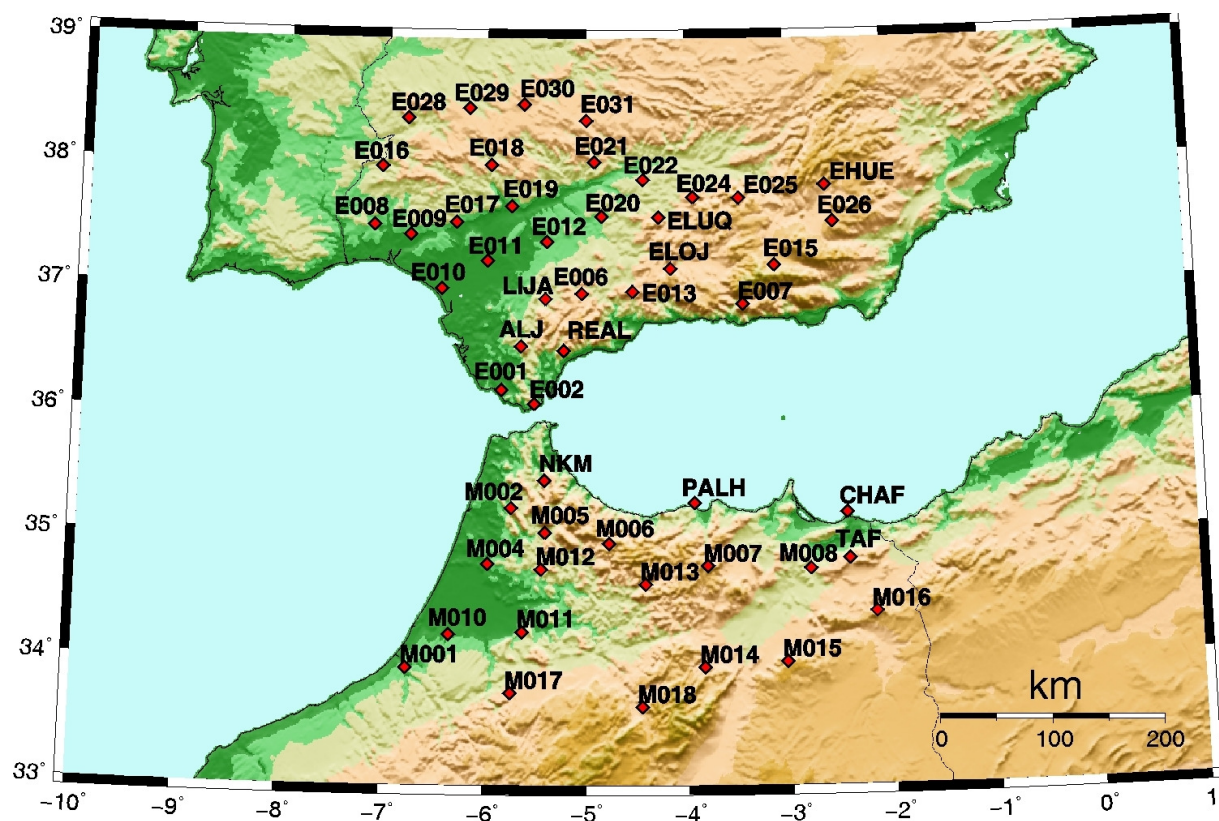 39°
E028 E029 E030
E031
38°
E016 E018 E021
E022
E024 E025 EHUE
E008 E009 E017 E019 E020 ELUQ E026
E012
E011
37°
E010 LIJA E006 ELOJ E015
E013 E007
ALJ REAL
E001
36°
E002
NKM
M002 PALH CHAF
35°
M005 M006
M004 M012 M013 M007 M008 TAF
M016
M010 M011
34°
M001 M014 M015
M017 M018
km
0 100 200
33°
−10° −9° −8° −7° −6° −5° −4° −3° −2° −1° 0° 1